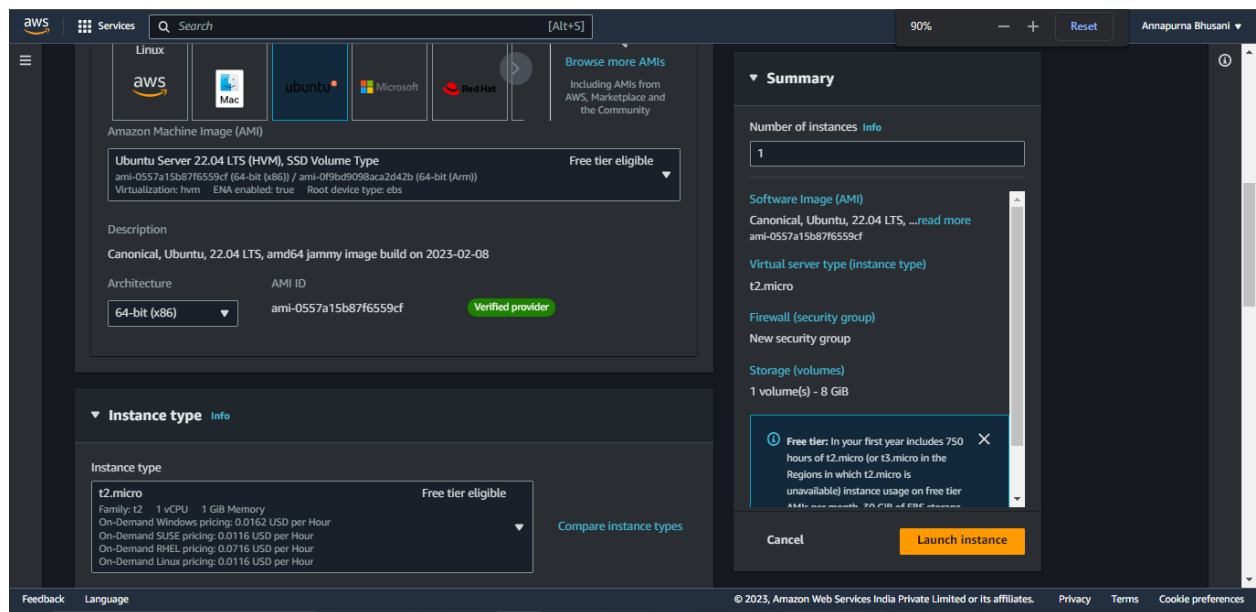 aws
Services
Search
[Alt+S]
90%
Reset
Annapurna Bhusani
Linux
aws
Mac
ubuntu
Microsoft
Red Hat
Browse more AMIs
Including AMIs from
AWS, Marketplace and
the Community
Amazon Machine Image (AMI)
Ubuntu Server 22.04 LTS (HVM), SSD Volume Type
Free tier eligible
ami-0557a15b87f6559cf (64-bit (x86)) / ami-0f9bd9098aca2d42b (64-bit (Arm))
Virtualization: hvm ENA enabled: true Root device type: ebs
Description
Canonical, Ubuntu, 22.04 LTS, amd64 jammy image build on 2023-02-08
Architecture
AMI ID
64-bit (x86)
ami-0557a15b87f6559cf
Verified provider
Instance type Info
Instance type
t2.micro
Free tier eligible
Family: t2 1 vCPU 1 GiB Memory
On-Demand Windows pricing: 0.0162 USD per Hour
On-Demand SUSE pricing: 0.0116 USD per Hour
On-Demand RHEL pricing: 0.0716 USD per Hour
On-Demand Linux pricing: 0.0116 USD per Hour
Compare instance types
Summary
Number of instances Info
1
Software Image (AMI)
Canonical, Ubuntu, 22.04 LTS, ...read more
ami-0557a15b87f6559cf
Virtual server type (instance type)
t2.micro
Firewall (security group)
New security group
Storage (volumes)
1 volume(s) - 8 GiB
Free tier: In your first year includes 750
hours of t2.micro (or t3.micro in the
Regions in which t2.micro is
unavailable) instance usage on free tier
AMIs per month, 30 GiB of EBS storage,
Cancel
Launch instance
Feedback
Language
© 2023, Amazon Web Services India Private Limited or its affiliates.
Privacy
Terms
Cookie preferences